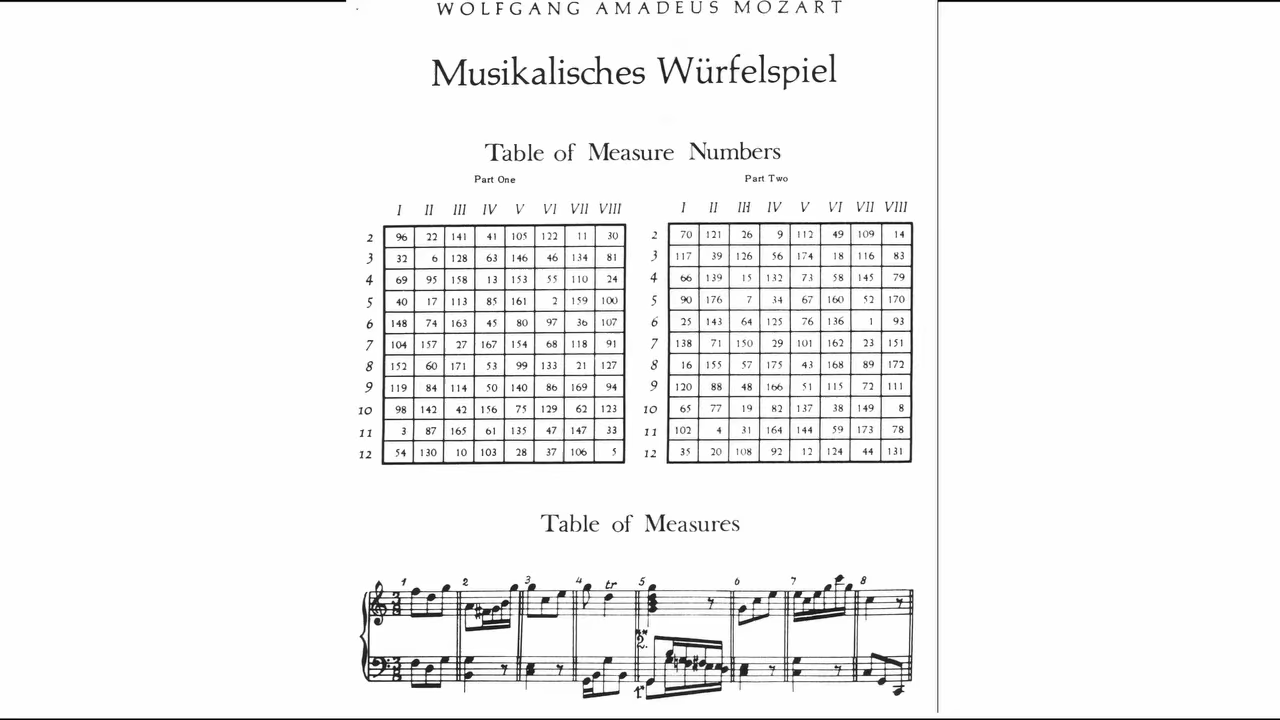 WOLFGANG AMADEUS MOZART
Musikalisches Würfelspiel
Table of Measure Numbers
Part One
I II III IV V VI VII VIII
2 96 22 141 41 105 122 11 30
3 32 6 128 63 146 46 134 81
4 69 95 158 13 153 55 110 24
5 40 17 113 85 161 2 159 100
6 148 74 163 45 80 97 36 107
7 104 157 27 167 154 68 118 91
8 152 60 171 53 99 133 21 127
9 119 84 114 50 140 86 169 94
10 98 142 42 156 75 129 62 123
11 3 87 165 61 135 47 147 33
12 54 130 10 103 28 37 106 5
Part Two
I II III IV V VI VII VIII
2 70 121 26 9 112 49 109 14
3 117 39 126 56 174 18 116 83
4 66 139 15 132 73 58 145 79
5 90 176 7 34 67 160 52 170
6 25 143 64 125 76 136 1 93
7 138 71 150 29 101 162 23 151
8 16 155 57 175 43 168 89 172
9 120 88 48 166 51 115 72 111
10 65 77 19 82 137 38 149 8
11 102 4 31 164 144 59 173 78
12 35 20 108 92 12 124 44 131
Table of Measures
1 2 3 4 tr 5 6 7 8
3 8
2.
3 8
1.